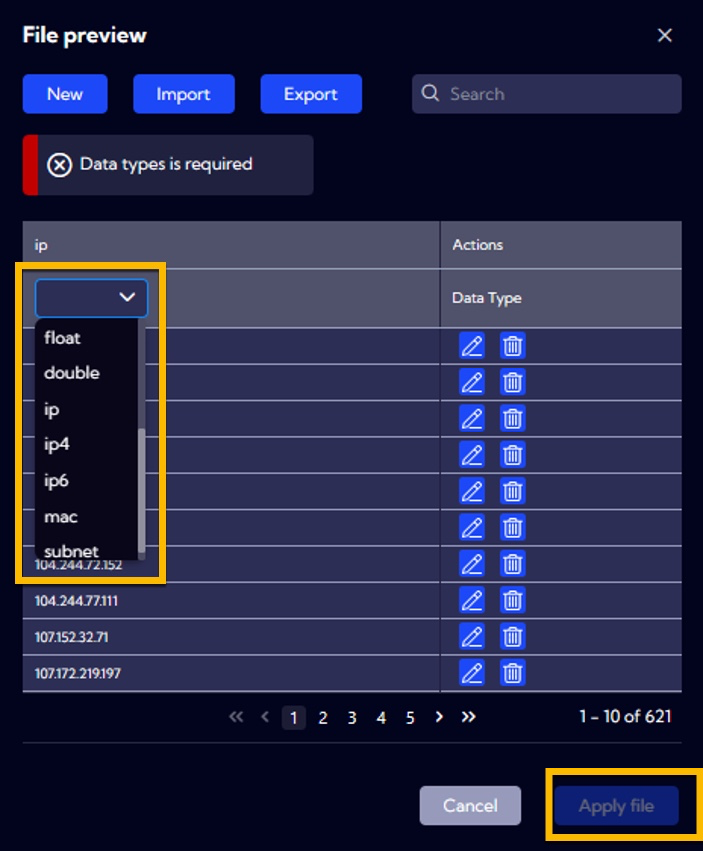 File preview
New Import Export Search
Data types is required
ip Actions
Data Type
float
double
ip
ip4
ip6
mac
subnet
104.244.72.152
104.244.77.111
107.152.32.71
107.172.219.197
« ‹ 1 2 3 4 5 › » 1 - 10 of 621
Cancel Apply file